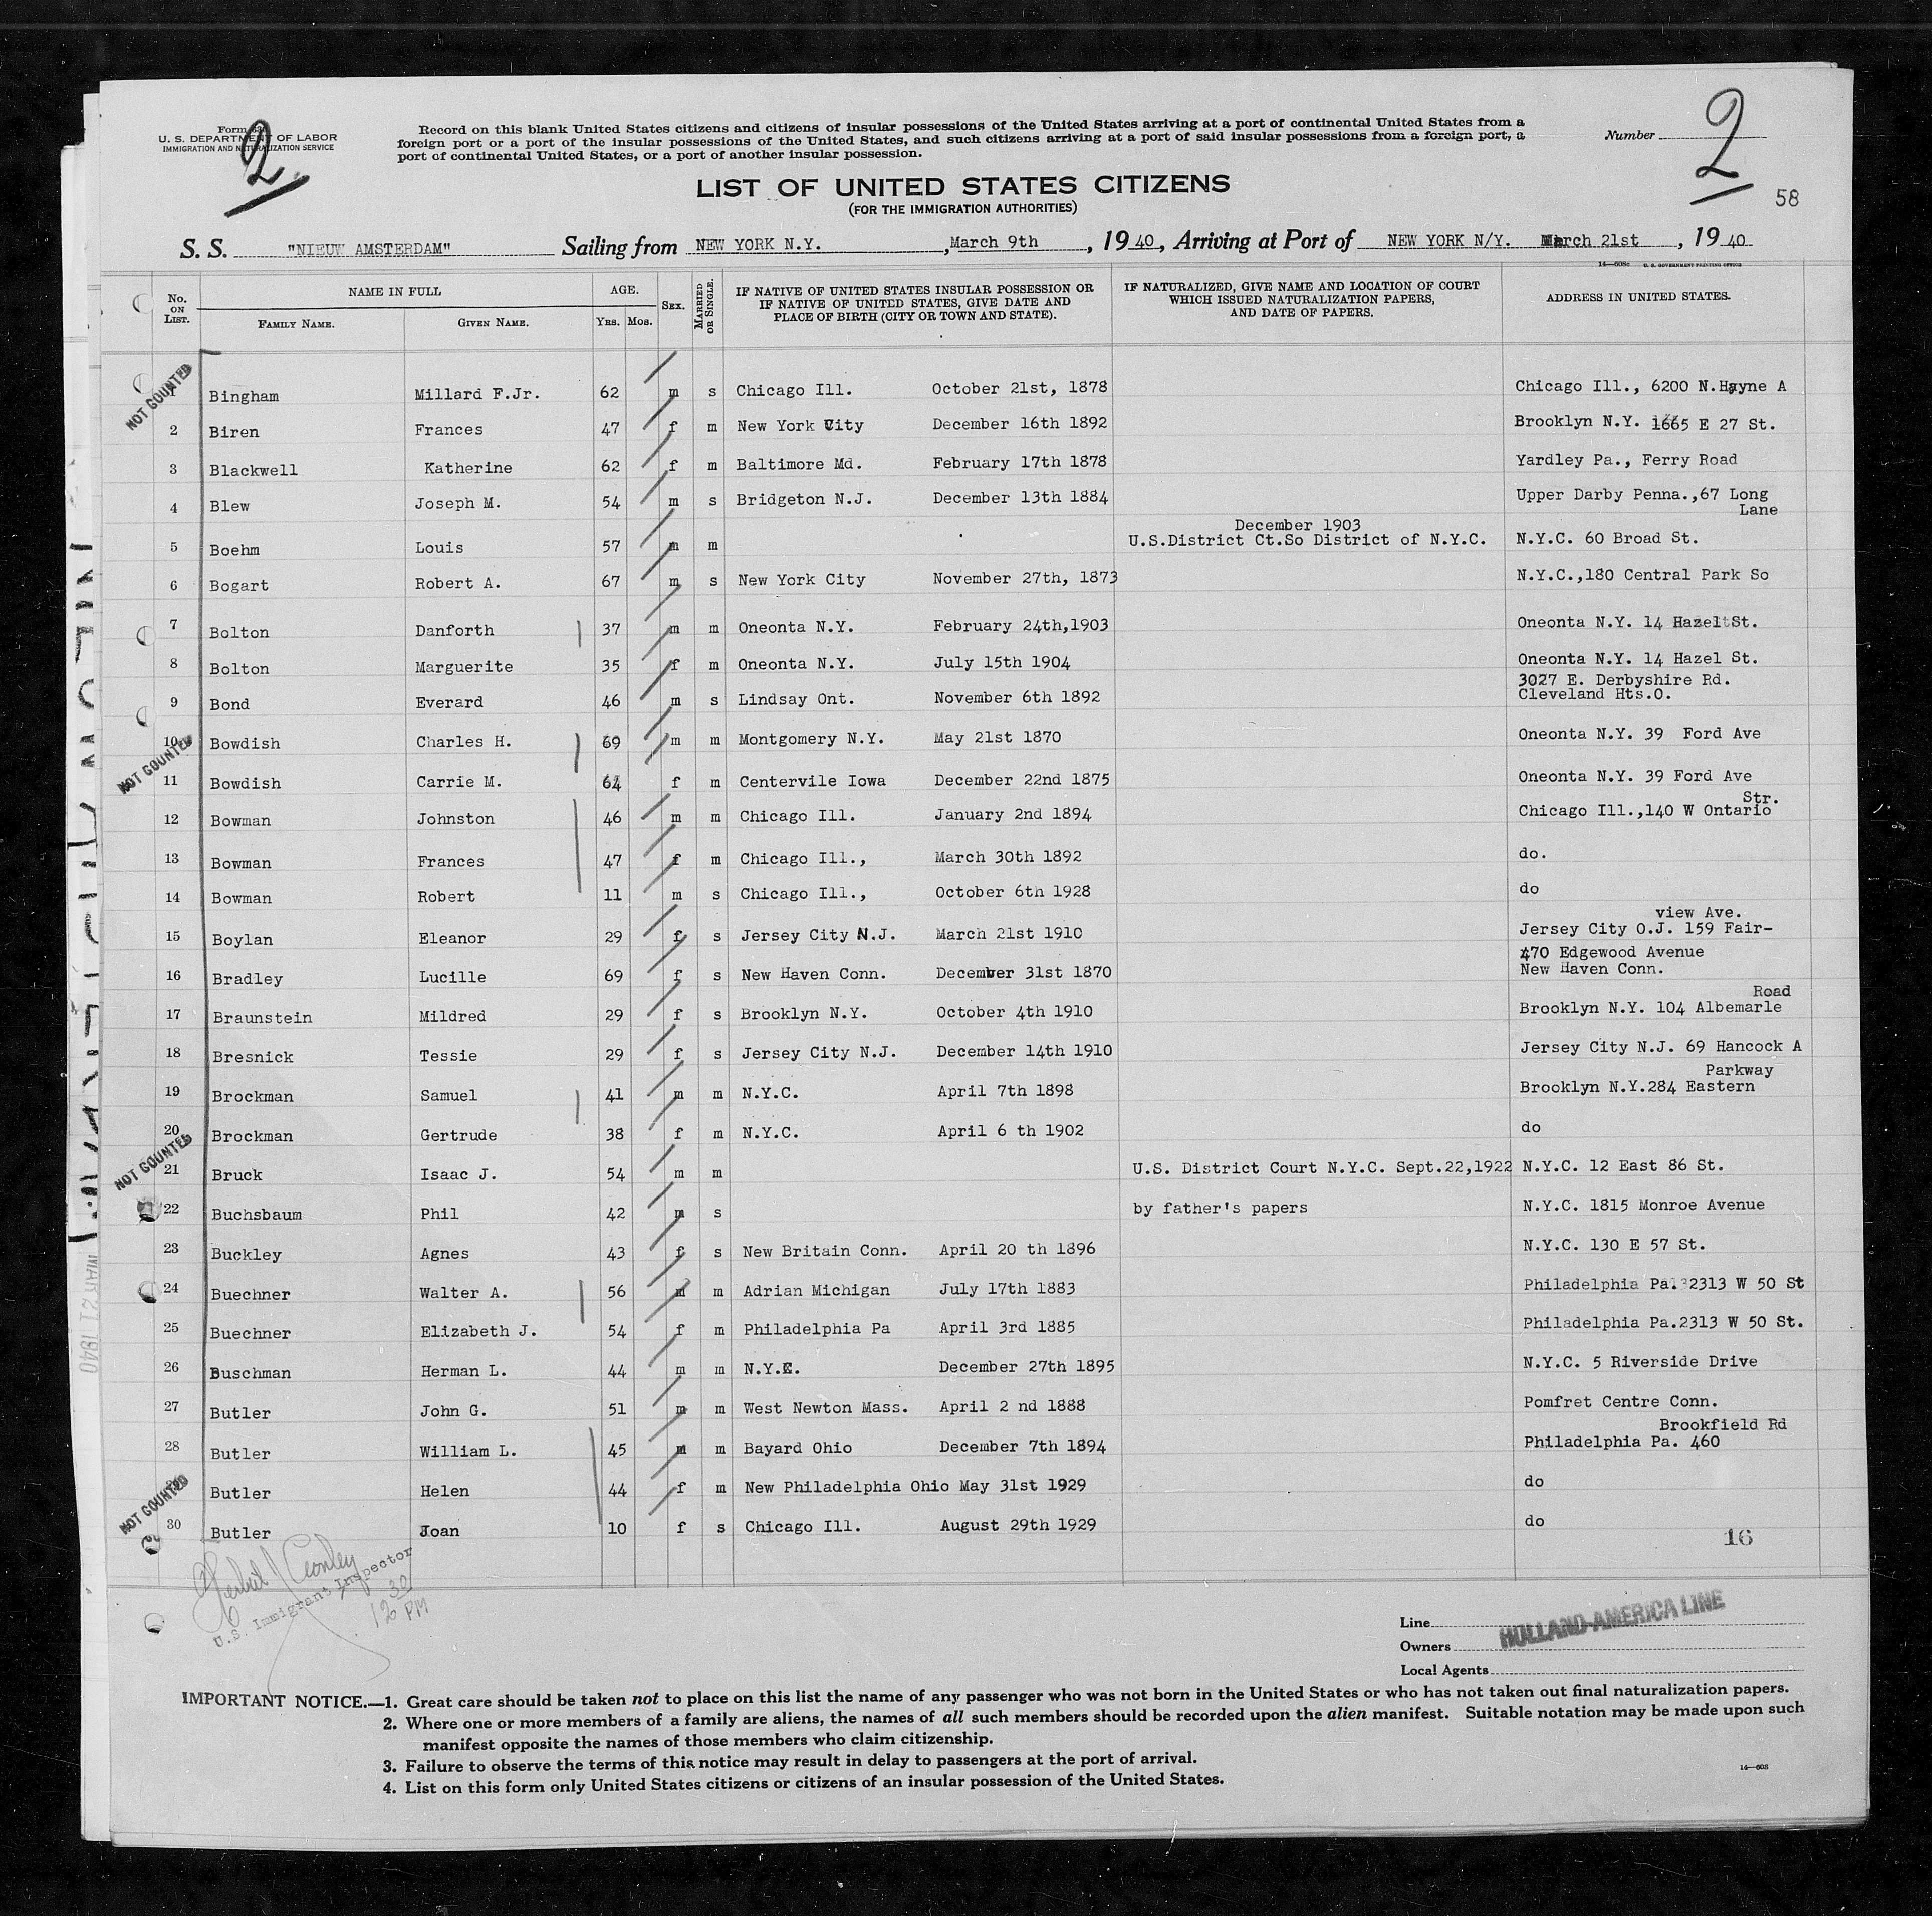 Form 630
U. S. DEPARTMENT OF LABOR
IMMIGRATION AND NATURALIZATION SERVICE
2
Record on this blank United States citizens and citizens of insular possessions of the United States arriving at a port of continental United States from a
foreign port or a port of the insular possessions of the United States, and such citizens arriving at a port of said insular possessions from a foreign port, a
port of continental United States, or a port of another insular possession.
Number
2
58
LIST OF UNITED STATES CITIZENS
(FOR THE IMMIGRATION AUTHORITIES)
S. S. "NIEUW AMSTERDAM" Sailing from NEW YORK N.Y. , March 9th , 19 40, Arriving at Port of NEW YORK N/Y. March 21st , 19 40
14—608c U. S. GOVERNMENT PRINTING OFFICE
No. ON LIST. NAME IN FULL FAMILY NAME. GIVEN NAME. AGE. YRS. MOS. SEX. MARRIED OR SINGLE. IF NATIVE OF UNITED STATES INSULAR POSSESSION OR IF NATIVE OF UNITED STATES, GIVE DATE AND PLACE OF BIRTH (CITY OR TOWN AND STATE). IF NATURALIZED, GIVE NAME AND LOCATION OF COURT WHICH ISSUED NATURALIZATION PAPERS, AND DATE OF PAPERS. ADDRESS IN UNITED STATES.
NOT COUNTED
Bingham Millard F.Jr. 62 m s Chicago Ill. October 21st, 1878 Chicago Ill., 6200 N.Hayne A
2 Biren Frances 47 f m New York City December 16th 1892 Brooklyn N.Y. 1665 E 27 St.
3 Blackwell Katherine 62 f m Baltimore Md. February 17th 1878 Yardley Pa., Ferry Road
4 Blew Joseph M. 54 m s Bridgeton N.J. December 13th 1884 Upper Darby Penna.,67 Long
Lane
December 1903
5 Boehm Louis 57 m m U.S.District Ct.So District of N.Y.C. N.Y.C. 60 Broad St.
6 Bogart Robert A. 67 m s New York City November 27th, 1873 N.Y.C.,180 Central Park So
7 Bolton Danforth 37 m m Oneonta N.Y. February 24th,1903 Oneonta N.Y. 14 Hazel St.
8 Bolton Marguerite 35 f m Oneonta N.Y. July 15th 1904 Oneonta N.Y. 14 Hazel St.
3027 E. Derbyshire Rd.
9 Bond Everard 46 m s Lindsay Ont. November 6th 1892 Cleveland Hts.O.
10 Bowdish Charles H. 69 m m Montgomery N.Y. May 21st 1870 Oneonta N.Y. 39 Ford Ave
NOT COUNTED
11 Bowdish Carrie M. 64 f m Centervile Iowa December 22nd 1875 Oneonta N.Y. 39 Ford Ave
Str.
12 Bowman Johnston 46 m m Chicago Ill. January 2nd 1894 Chicago Ill.,140 W Ontario
13 Bowman Frances 47 f m Chicago Ill., March 30th 1892 do.
14 Bowman Robert 11 m s Chicago Ill., October 6th 1928 do
view Ave.
15 Boylan Eleanor 29 f s Jersey City N.J. March 21st 1910 Jersey City O.J. 159 Fair-
470 Edgewood Avenue
16 Bradley Lucille 69 f s New Haven Conn. December 31st 1870 New Haven Conn.
Road
17 Braunstein Mildred 29 f s Brooklyn N.Y. October 4th 1910 Brooklyn N.Y. 104 Albemarle
18 Bresnick Tessie 29 f s Jersey City N.J. December 14th 1910 Jersey City N.J. 69 Hancock A
Parkway
19 Brockman Samuel 41 m m N.Y.C. April 7th 1898 Brooklyn N.Y.284 Eastern
20 Brockman Gertrude 38 f m N.Y.C. April 6 th 1902 do
NOT COUNTED
21 Bruck Isaac J. 54 m m U.S. District Court N.Y.C. Sept.22,1922 N.Y.C. 12 East 86 St.
22 Buchsbaum Phil 42 m s by father's papers N.Y.C. 1815 Monroe Avenue
23 Buckley Agnes 43 f s New Britain Conn. April 20 th 1896 N.Y.C. 130 E 57 St.
24 Buechner Walter A. 56 m m Adrian Michigan July 17th 1883 Philadelphia Pa. 2313 W 50 St
25 Buechner Elizabeth J. 54 f m Philadelphia Pa April 3rd 1885 Philadelphia Pa.2313 W 50 St.
26 Buschman Herman L. 44 m m N.Y.C. December 27th 1895 N.Y.C. 5 Riverside Drive
27 Butler John G. 51 m m West Newton Mass. April 2 nd 1888 Pomfret Centre Conn.
Brookfield Rd
28 Butler William L. 45 m m Bayard Ohio December 7th 1894 Philadelphia Pa. 460
Butler Helen 44 f m New Philadelphia Ohio May 31st 1929 do
NOT COUNTED
30 Butler Joan 10 f s Chicago Ill. August 29th 1929 do
16
U.S. Immigrant Inspector
12 30 PM
MAR 21 1940
Line
HOLLAND-AMERICA LINE
Owners
Local Agents
IMPORTANT NOTICE.—1. Great care should be taken not to place on this list the name of any passenger who was not born in the United States or who has not taken out final naturalization papers.
2. Where one or more members of a family are aliens, the names of all such members should be recorded upon the alien manifest. Suitable notation may be made upon such
manifest opposite the names of those members who claim citizenship.
3. Failure to observe the terms of this notice may result in delay to passengers at the port of arrival.
4. List on this form only United States citizens or citizens of an insular possession of the United States.
14—608